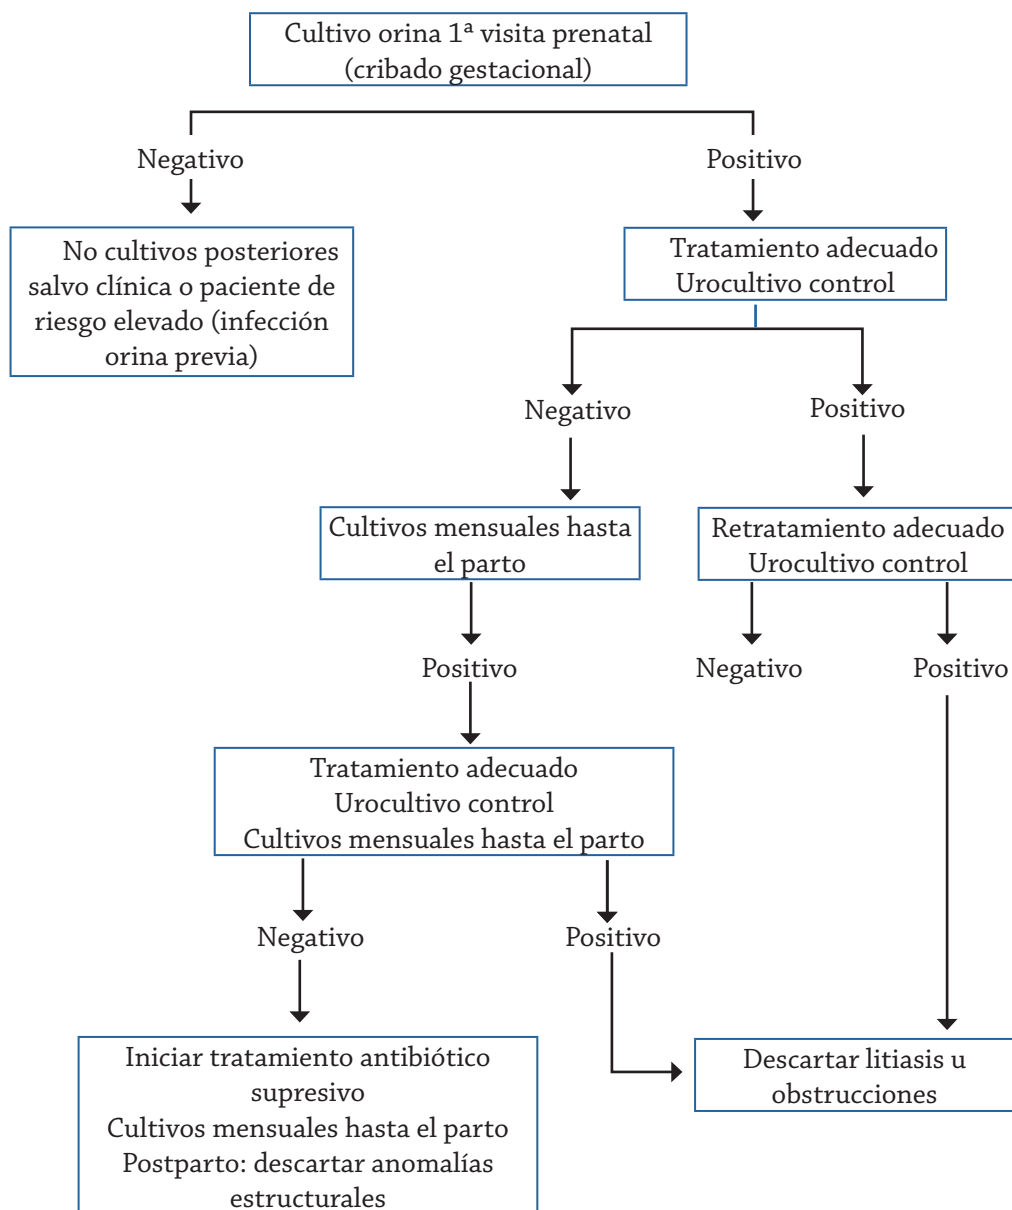 Cultivo orina 1ª visita prenatal
(cribado gestacional)
Negativo
Positivo
No cultivos posteriores
salvo clínica o paciente de
riesgo elevado (infección
orina previa)
Tratamiento adecuado
Urocultivo control
Negativo
Positivo
Cultivos mensuales hasta
el parto
Retratamiento adecuado
Urocultivo control
Positivo
Negativo
Positivo
Tratamiento adecuado
Urocultivo control
Cultivos mensuales hasta el parto
Negativo
Positivo
Iniciar tratamiento antibiótico
supresivo
Cultivos mensuales hasta el parto
Postparto: descartar anomalías
estructurales
Descartar litiasis u
obstrucciones